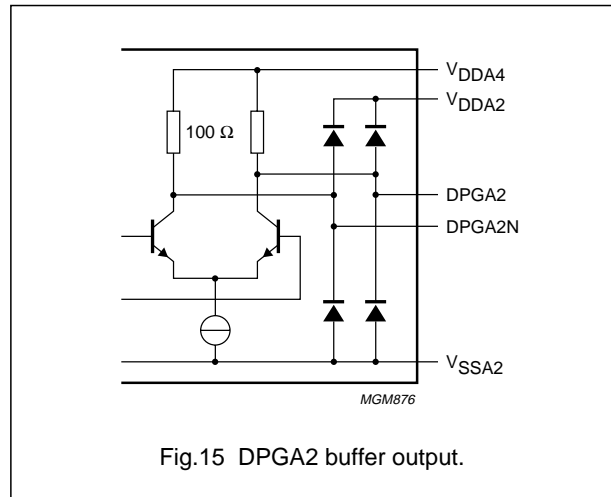 VDDA4
VDDA2
100 Ω
DPGA2
DPGA2N
VSSA2
MGM876
Fig.15 DPGA2 buffer output.